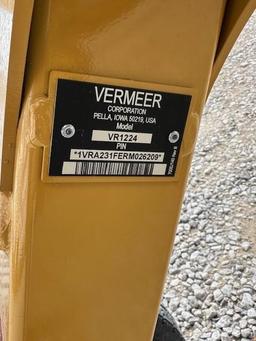 VERMEER
CORPORATION
PELLA, IOWA 50219, USA
Model
VR1224
PIN
*1VRA231FERM026209*